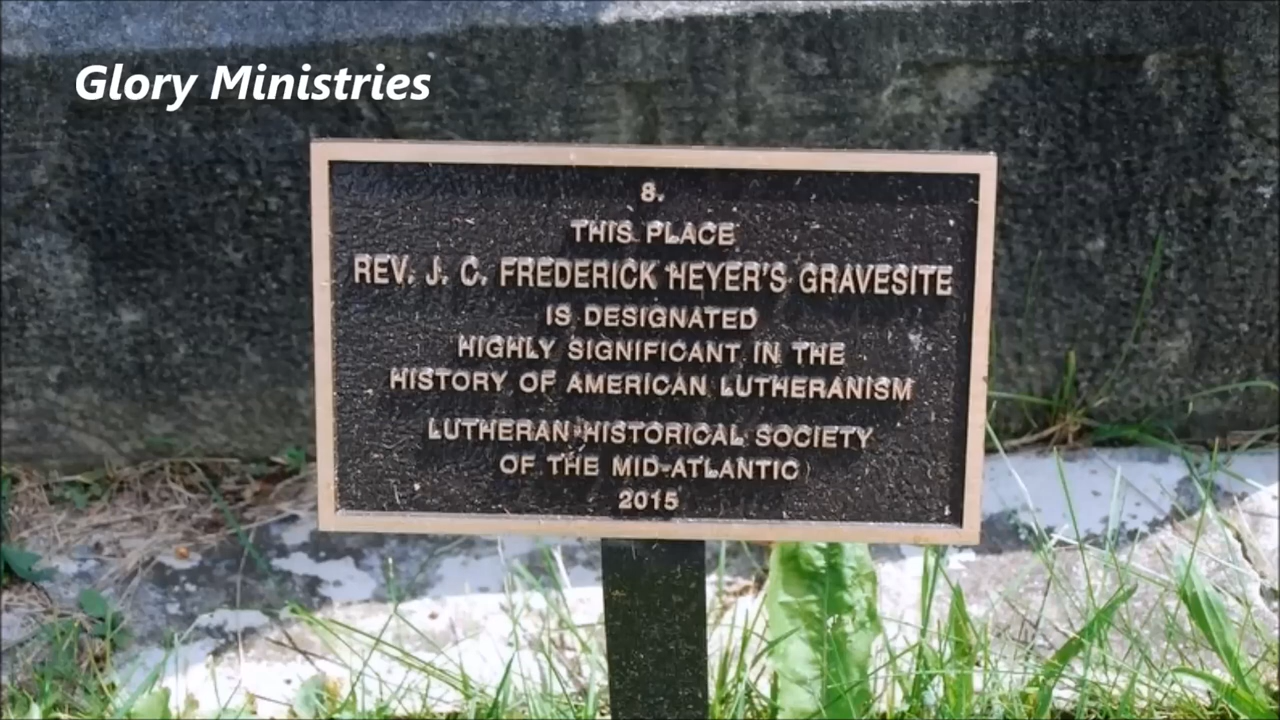 Glory Ministries
8.
THIS PLACE
REV. J. C. FREDERICK HEYER'S GRAVESITE
IS DESIGNATED
HIGHLY SIGNIFICANT IN THE
HISTORY OF AMERICAN LUTHERANISM
LUTHERAN HISTORICAL SOCIETY
OF THE MID-ATLANTIC
2015